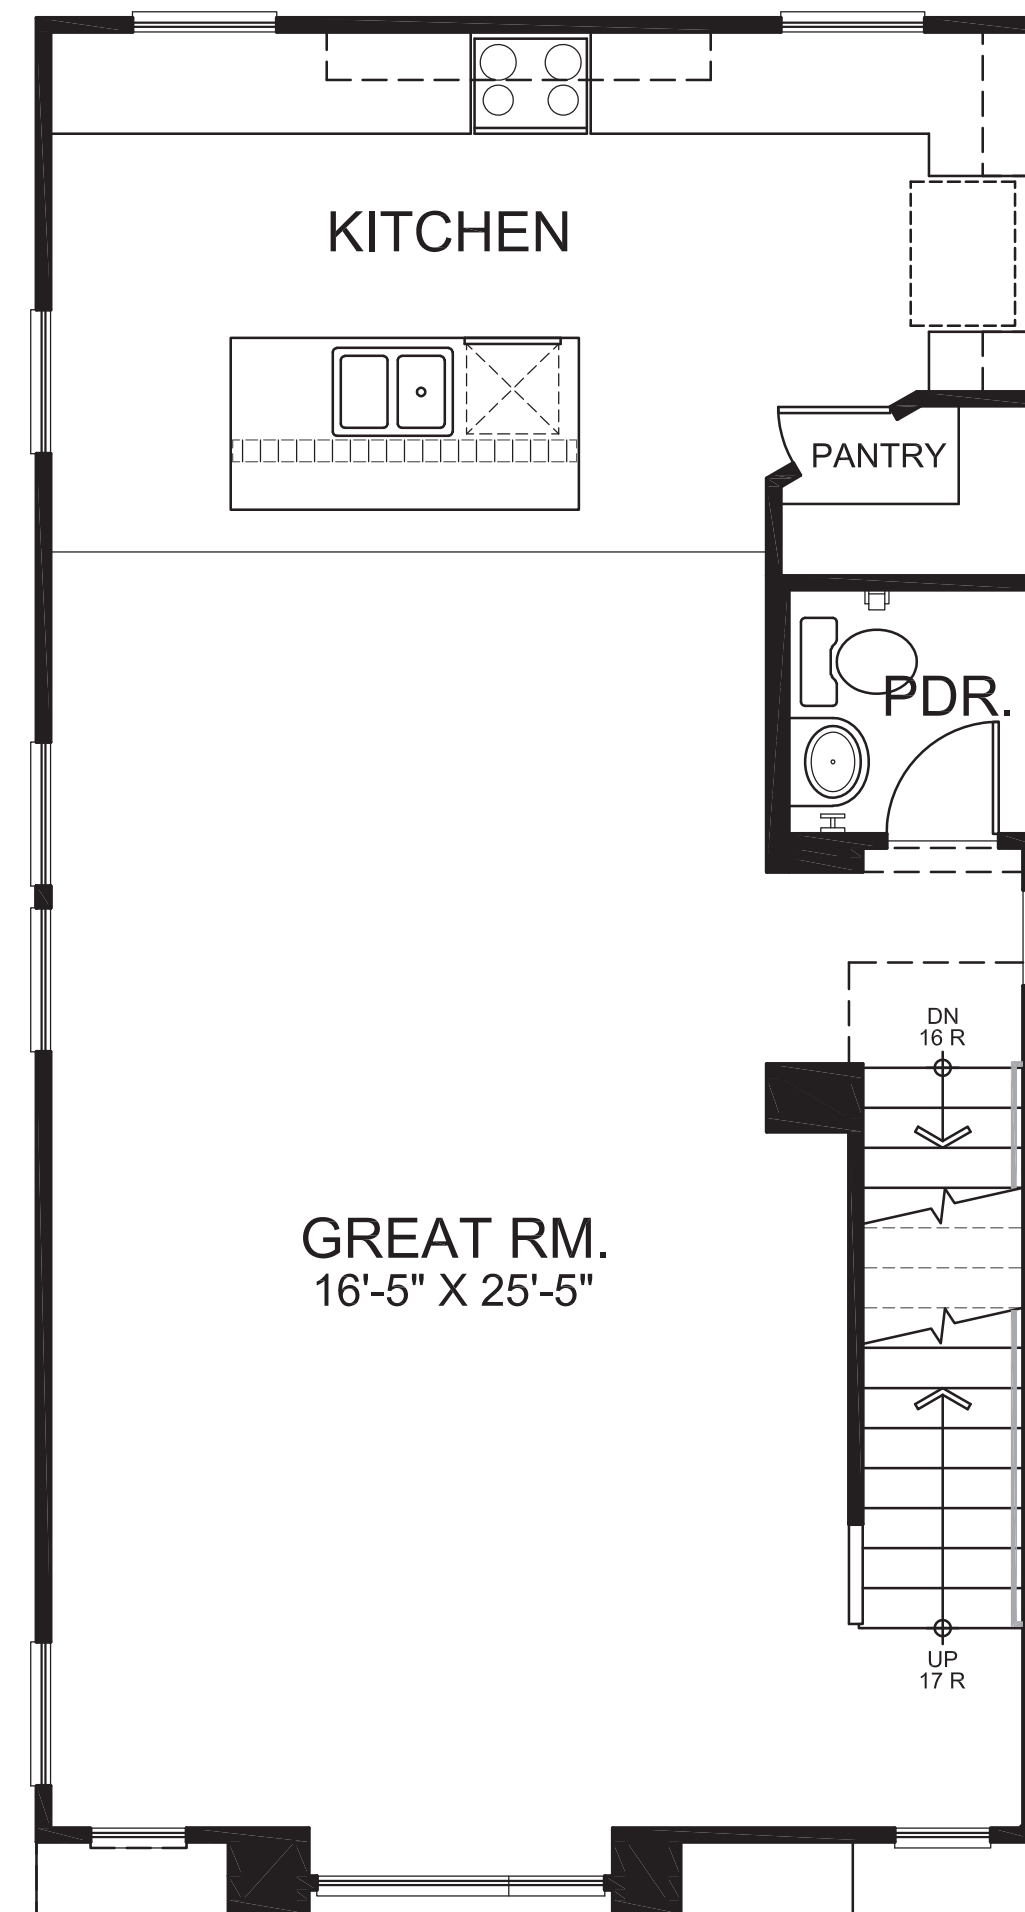 KITCHEN
PANTRY
PDR.
DN
16 R
GREAT RM.
16'-5" X 25'-5"
UP
17 R